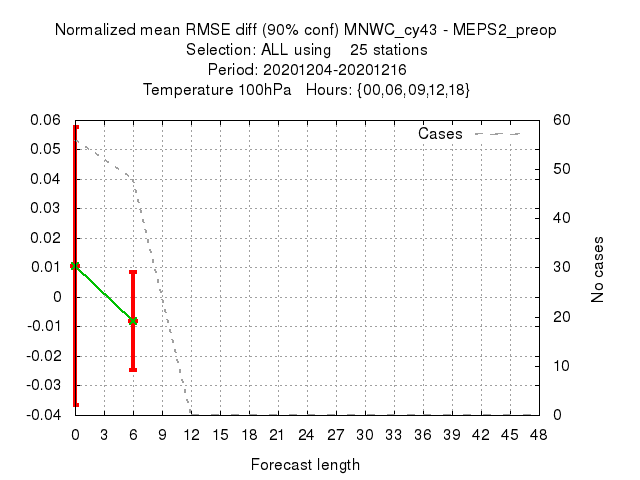 Normalized mean RMSE diff (90% conf) MNWC_cy43 - MEPS2_preop
Selection: ALL using 25 stations
Period: 20201204-20201216
Temperature 100hPa Hours: {00,06,09,12,18}
Cases
0.06
0.05
0.04
0.03
0.02
0.01
0
-0.01
-0.02
-0.03
-0.04
60
50
40
30
20
10
0
No cases
0 3 6 9 12 15 18 21 24 27 30 33 36 39 42 45 48
Forecast length